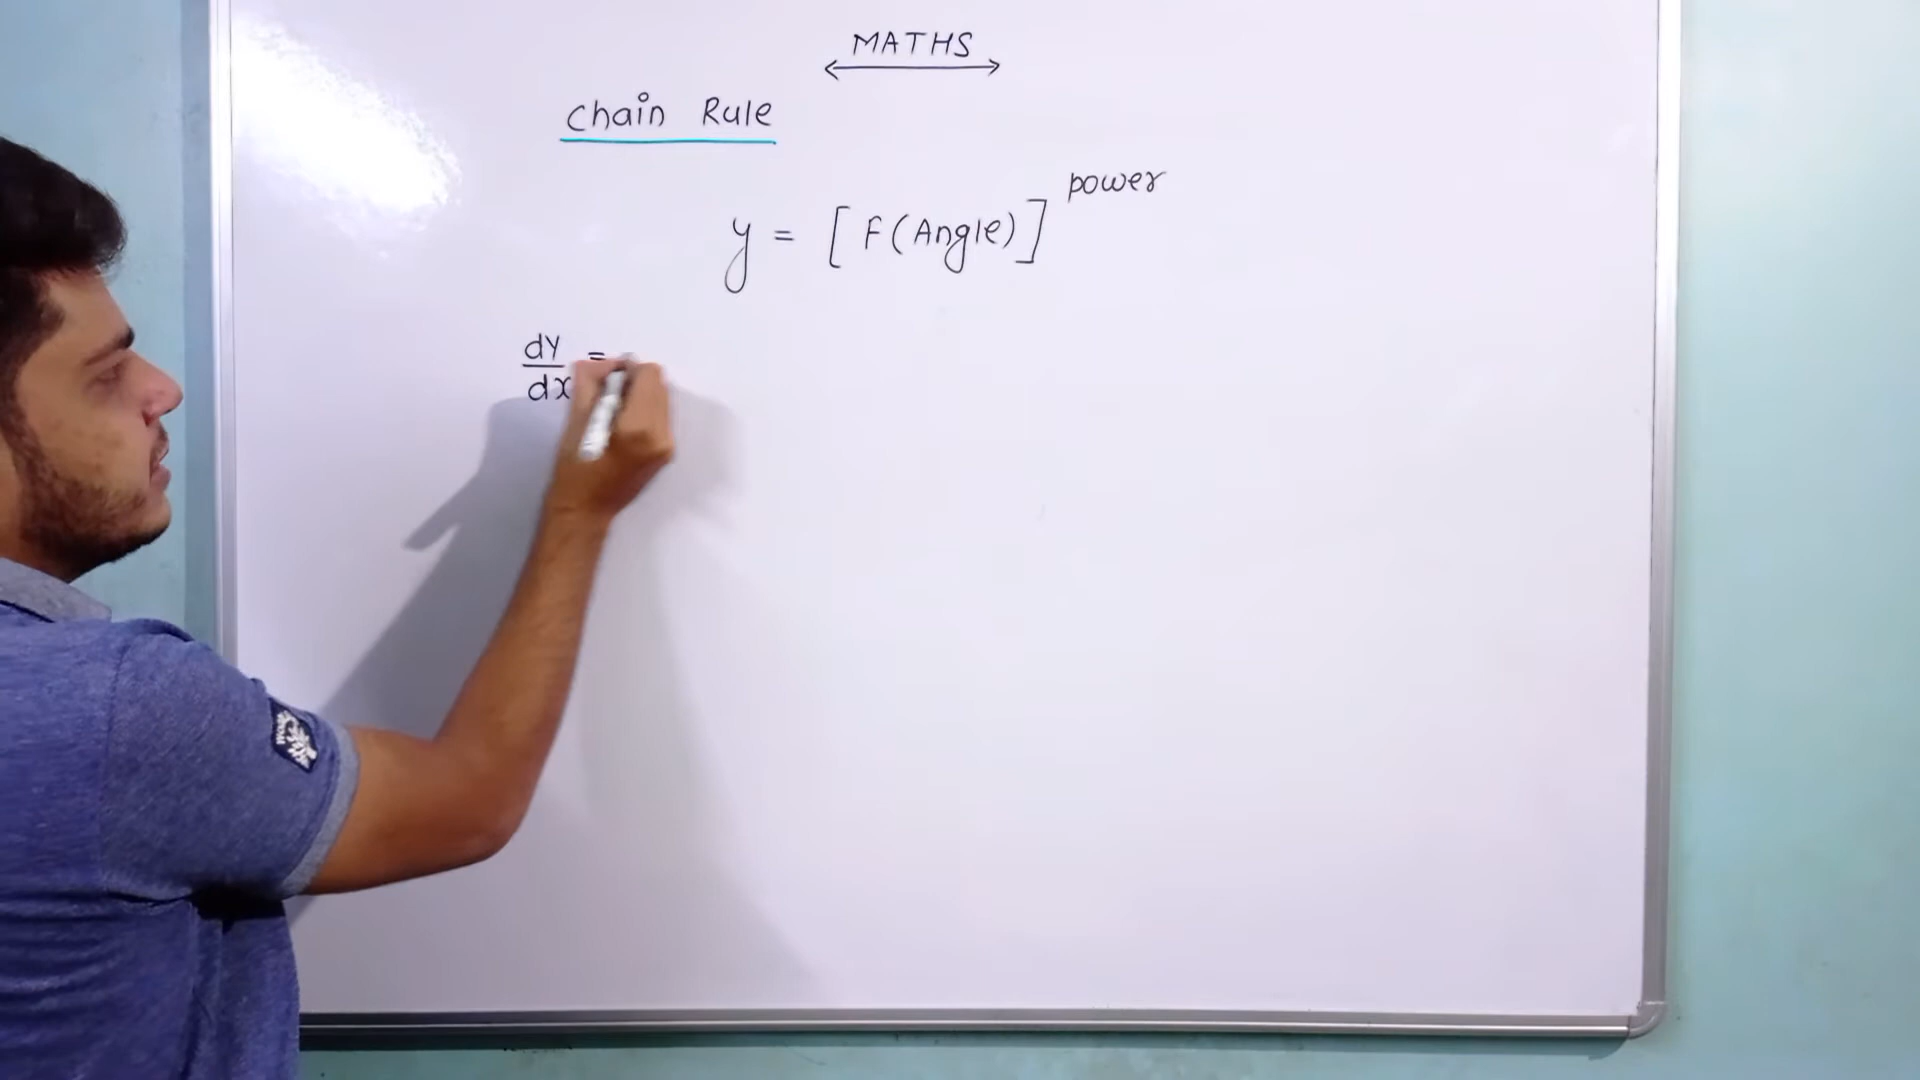 MATHS
Chain Rule
power
y = [F(Angle)]
dy
=
dx